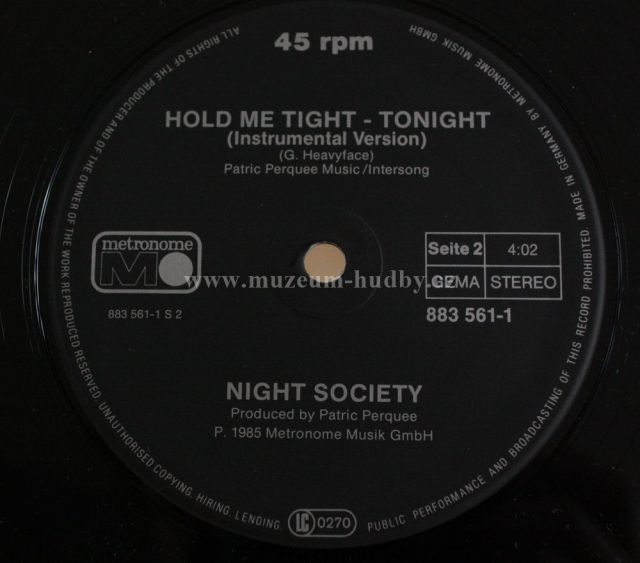 45 rpm
HOLD ME TIGHT - TONIGHT
(Instrumental Version)
(G. Heavyface)
Patric Perquee Music/Intersong
metronome
M
883 561-1 S 2
Seite 2 4:02
GEMA STEREO
883 561-1
www.muzeum-hudby.cz
NIGHT SOCIETY
Produced by Patric Perquee
P. 1985 Metronome Musik GmbH
LC 0270
ALL RIGHTS OF THE PRODUCER AND OF THE OWNER OF THE WORK REPRODUCED RESERVED. UNAUTHORISED COPYING, HIRING, LENDING, PUBLIC PERFORMANCE AND BROADCASTING OF THIS RECORD PROHIBITED. MADE IN GERMANY BY METRONOME MUSIK GMBH